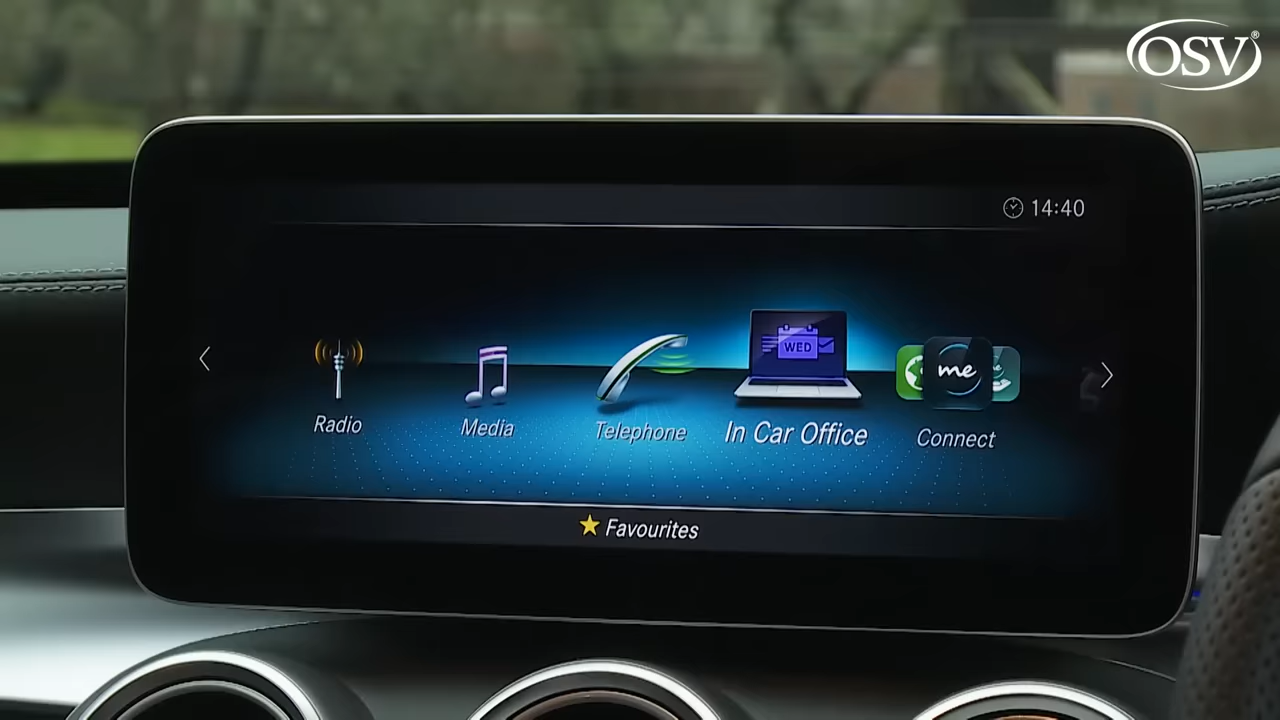 OSV®
14:40
WED
me
Radio
Media
Telephone
In Car Office
Connect
Favourites